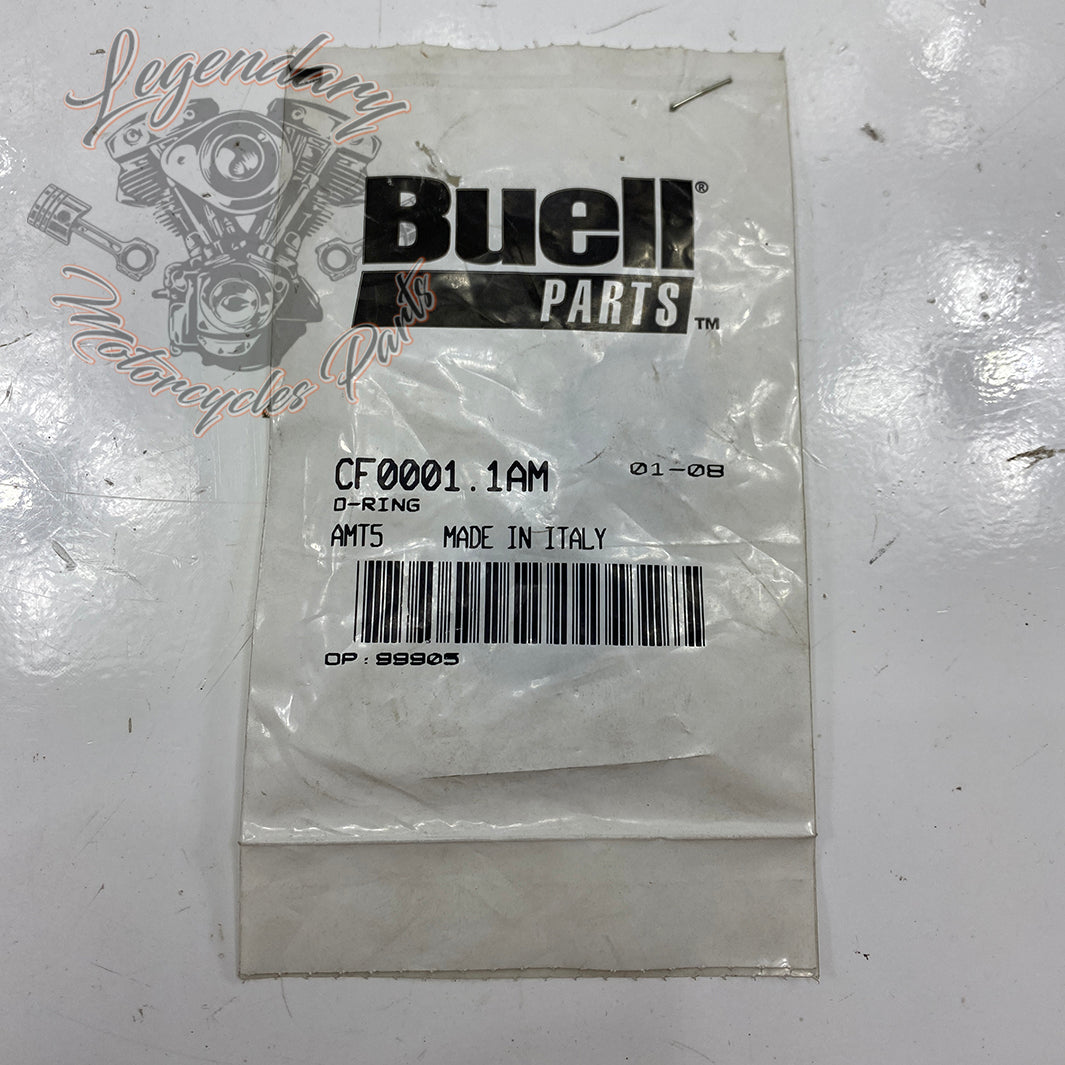 Legendary
Motorcycles Parts
Buell®
PARTS™
CF0001.1AM 01-08
O-RING
AMT5 MADE IN ITALY
OP:99905